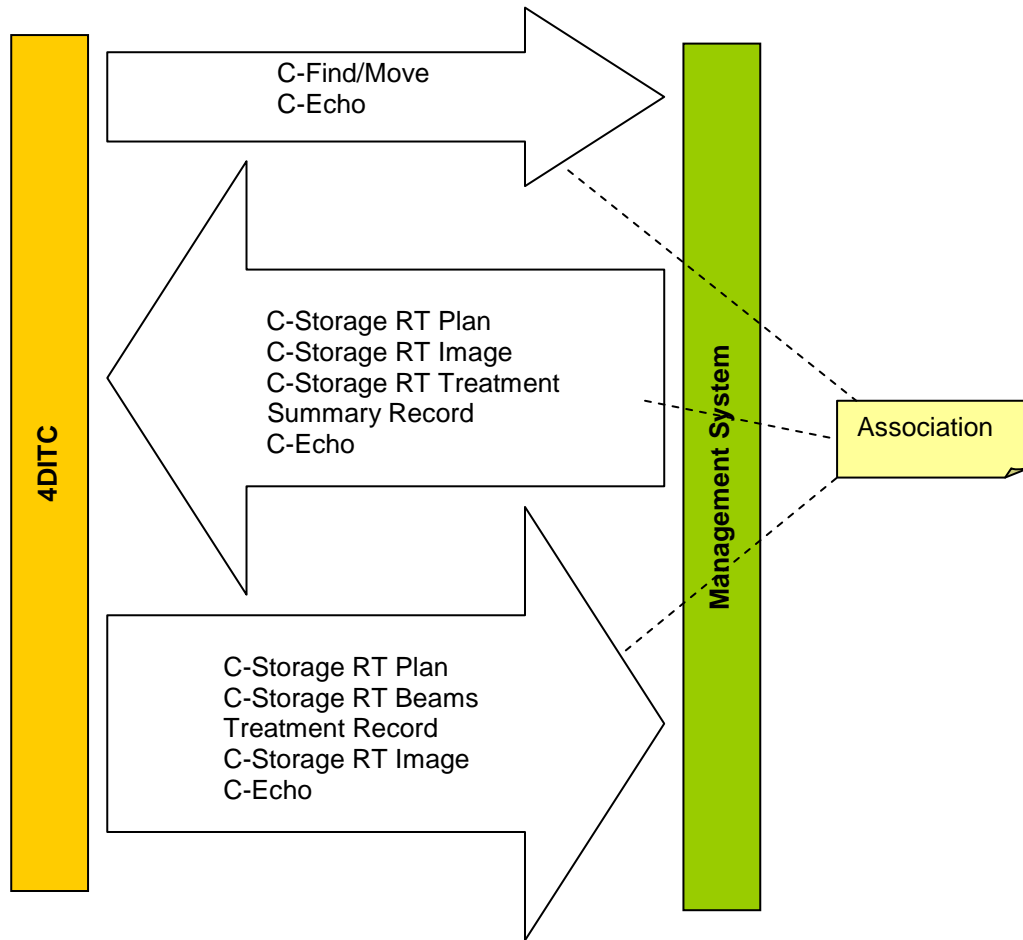 C-Find/Move
C-Echo
C-Storage RT Plan
C-Storage RT Image
C-Storage RT Treatment
Summary Record
C-Echo
4DITC
Management System
Association
C-Storage RT Plan
C-Storage RT Beams
Treatment Record
C-Storage RT Image
C-Echo